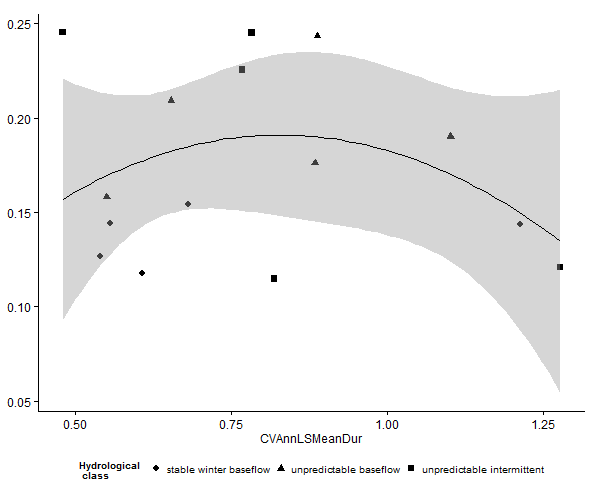 0.25
0.20
0.15
0.10
0.05
0.50 0.75 1.00 1.25
CVAnnLSMeanDur
Hydrological
class
stable winter baseflow unpredictable baseflow unpredictable intermittent